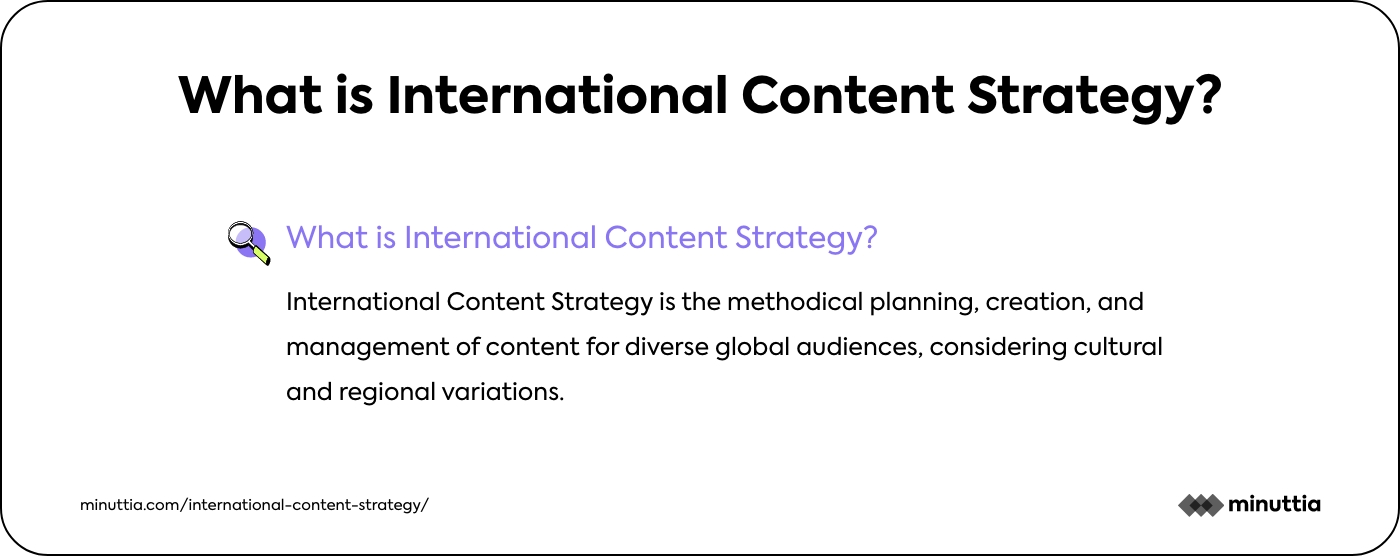 What is International Content Strategy?
What is International Content Strategy?
International Content Strategy is the methodical planning, creation, and
management of content for diverse global audiences, considering cultural
and regional variations.
minuttia.com/international-content-strategy/
minuttia